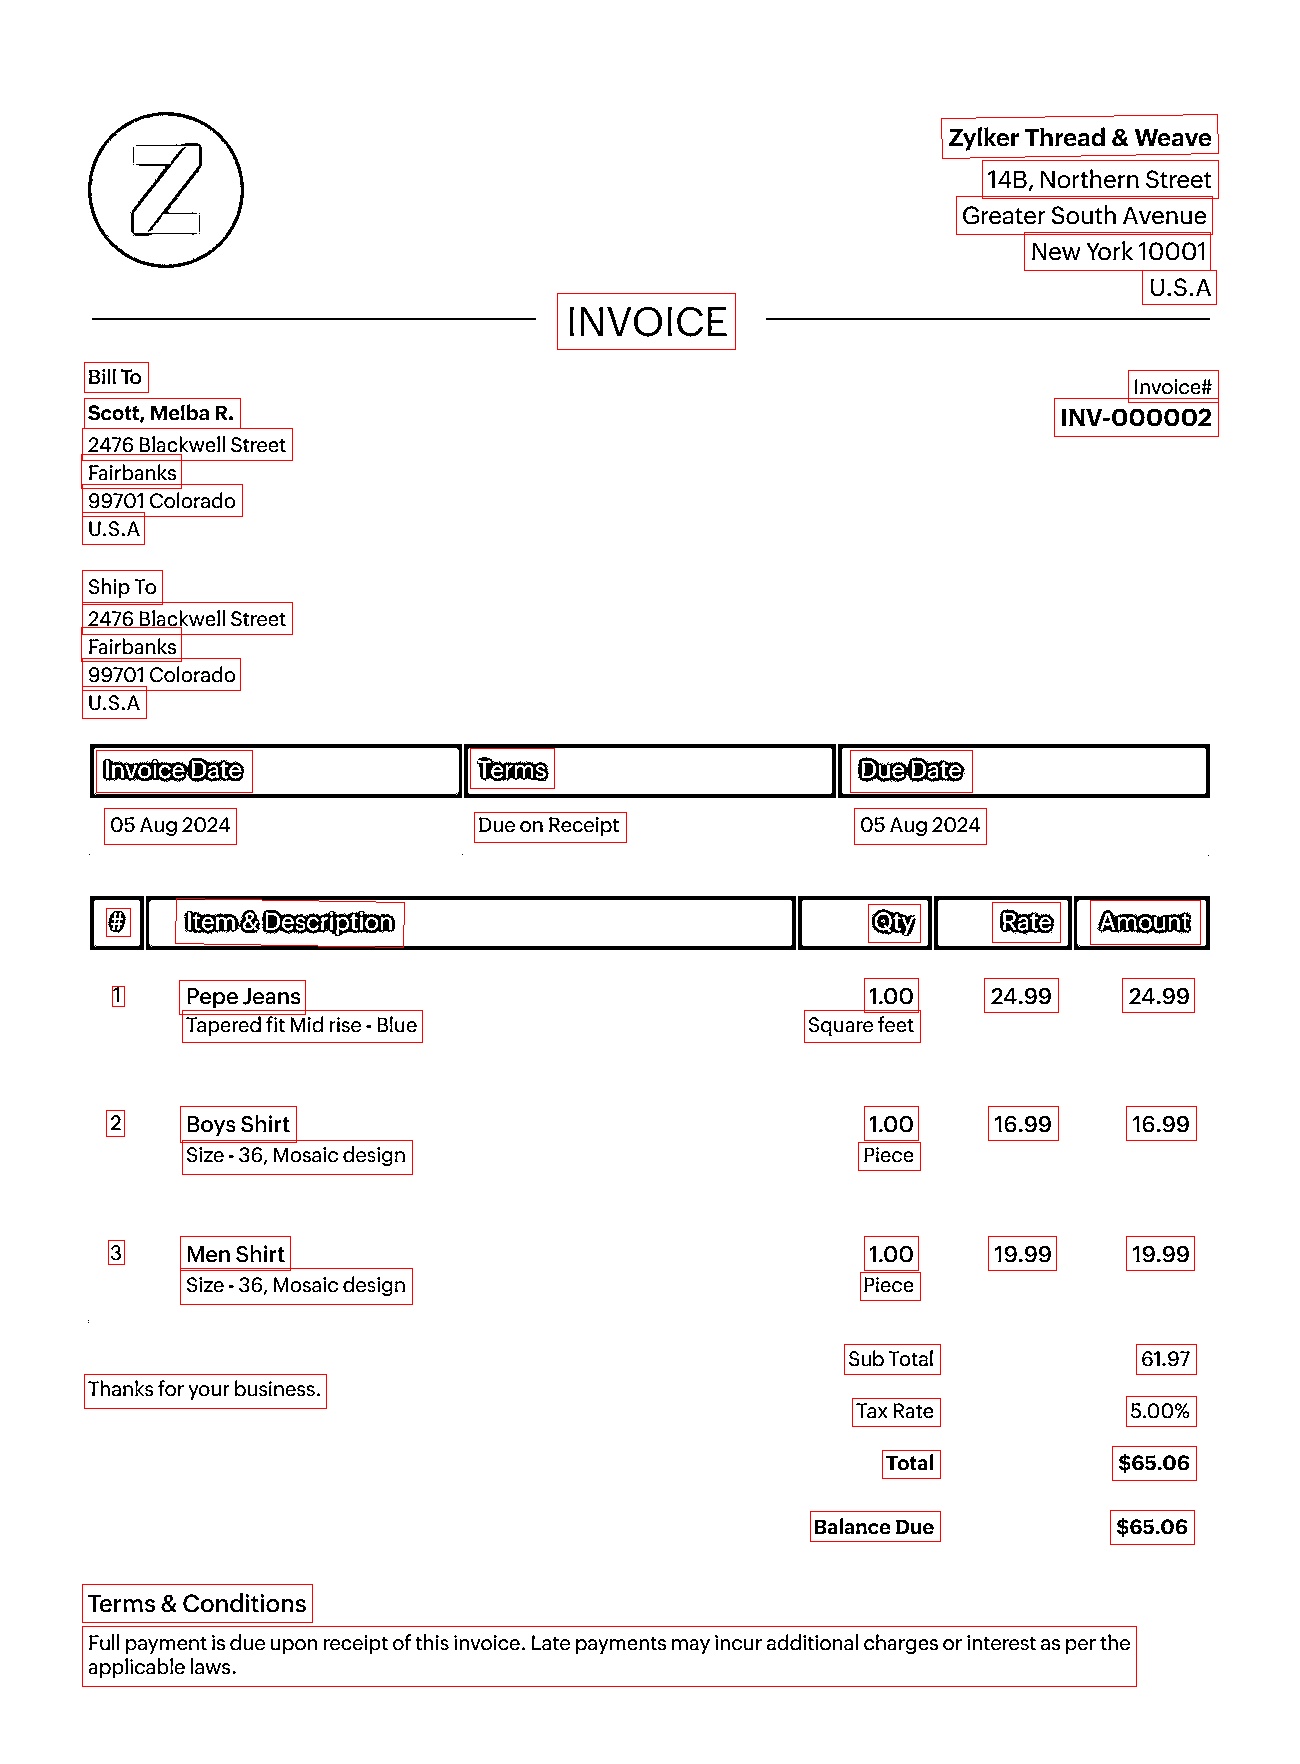 Zylker Thread & Weave
14B, Northern Street
Greater South Avenue
New York 10001
U.S.A
INVOICE
Bill To
Scott, Melba R.
2476 Blackwell Street
Fairbanks
99701 Colorado
U.S.A
Invoice#
INV-000002
Ship To
2476 Blackwell Street
Fairbanks
99701 Colorado
U.S.A
Invoice Date Terms Due Date
05 Aug 2024 Due on Receipt 05 Aug 2024
# Item & Description Qty Rate Amount
1 Pepe Jeans 1.00 24.99 24.99
Tapered fit Mid rise - Blue Square feet
2 Boys Shirt 1.00 16.99 16.99
Size - 36, Mosaic design Piece
3 Men Shirt 1.00 19.99 19.99
Size - 36, Mosaic design Piece
Sub Total 61.97
Thanks for your business.
Tax Rate 5.00%
Total $65.06
Balance Due $65.06
Terms & Conditions
Full payment is due upon receipt of this invoice. Late payments may incur additional charges or interest as per the
applicable laws.